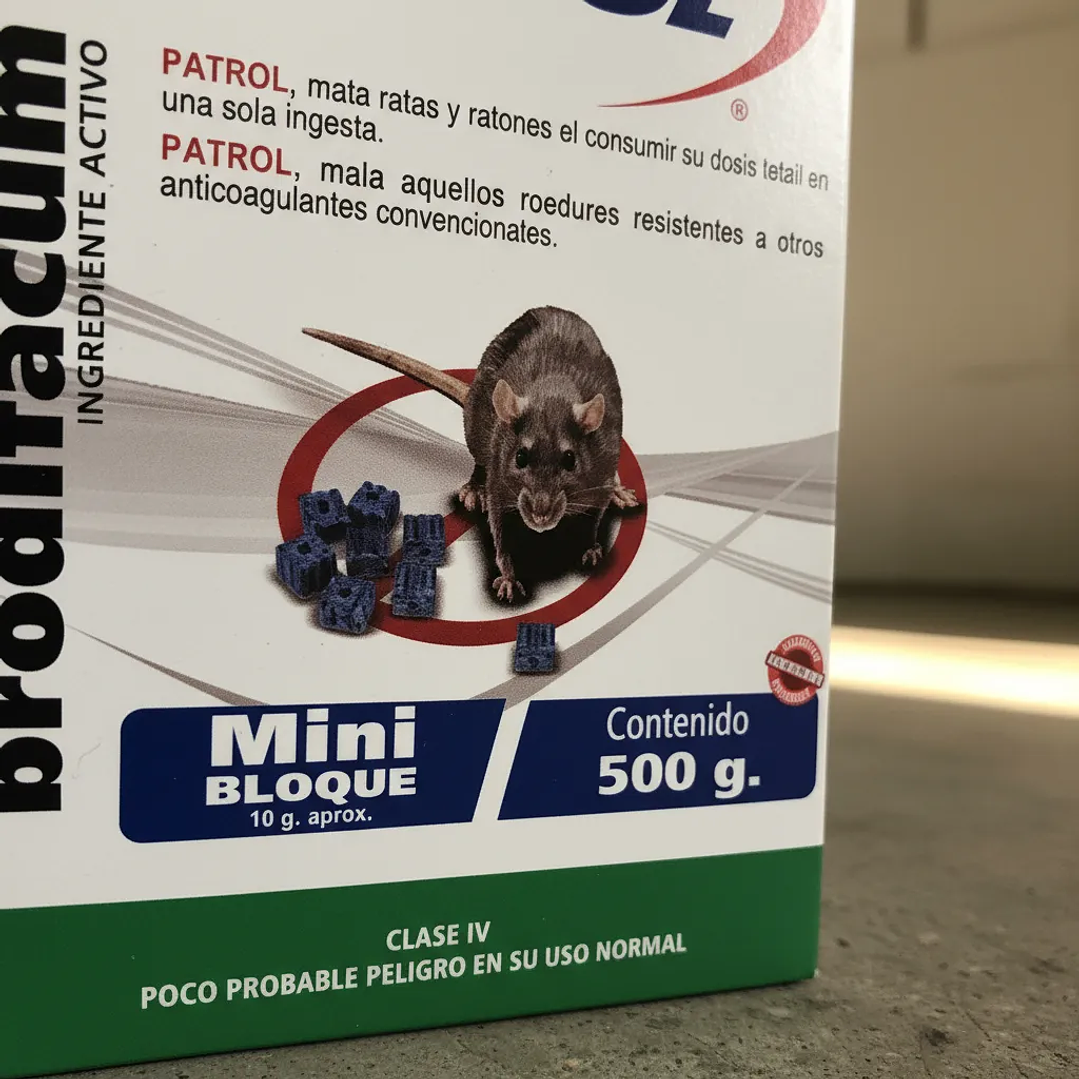 PATROL, mata ratas y ratones el consumir su dosis tetail en
una sola ingesta.
PATROL, mala aquellos roedures resistentes a otros
anticoagulantes convencionates.
INGREDIENTE ACTIVO
Mini
BLOQUE
10 g. aprox.
Contenido
500 g.
CLASE IV
POCO PROBABLE PELIGRO EN SU USO NORMAL